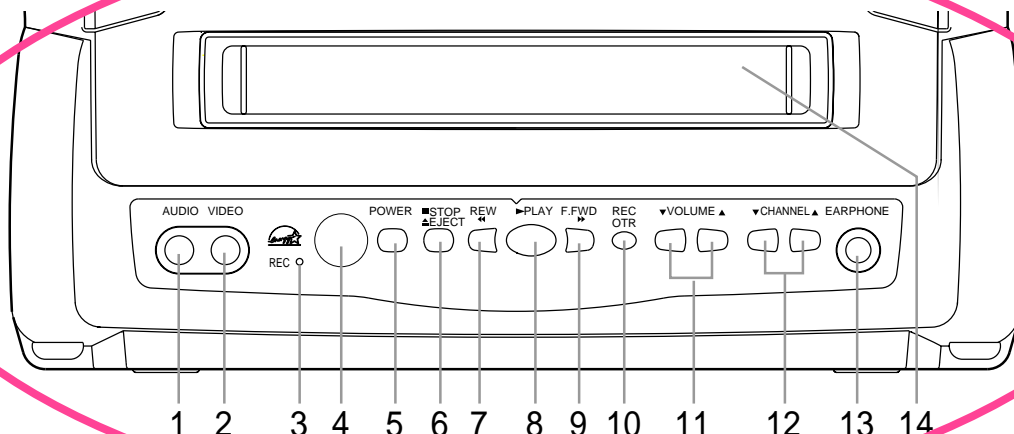 AUDIO VIDEO
POWER
■STOP
⏏EJECT
REW
◀◀
►PLAY
F.FWD
▶▶
REC
OTR
▼VOLUME ▲
▼CHANNEL▲
EARPHONE
REC
1 2 3 4 5 6 7 8 9 10 11 12 13 14